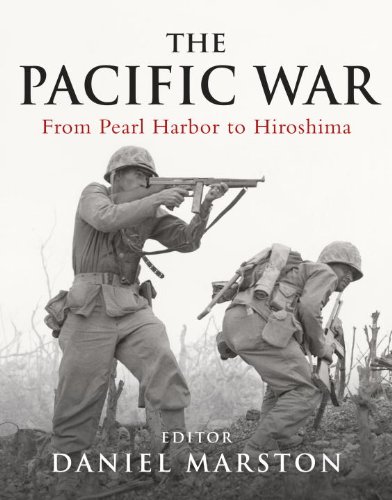 THE
PACIFIC WAR
From Pearl Harbor to Hiroshima
EDITOR
DANIEL MARSTON